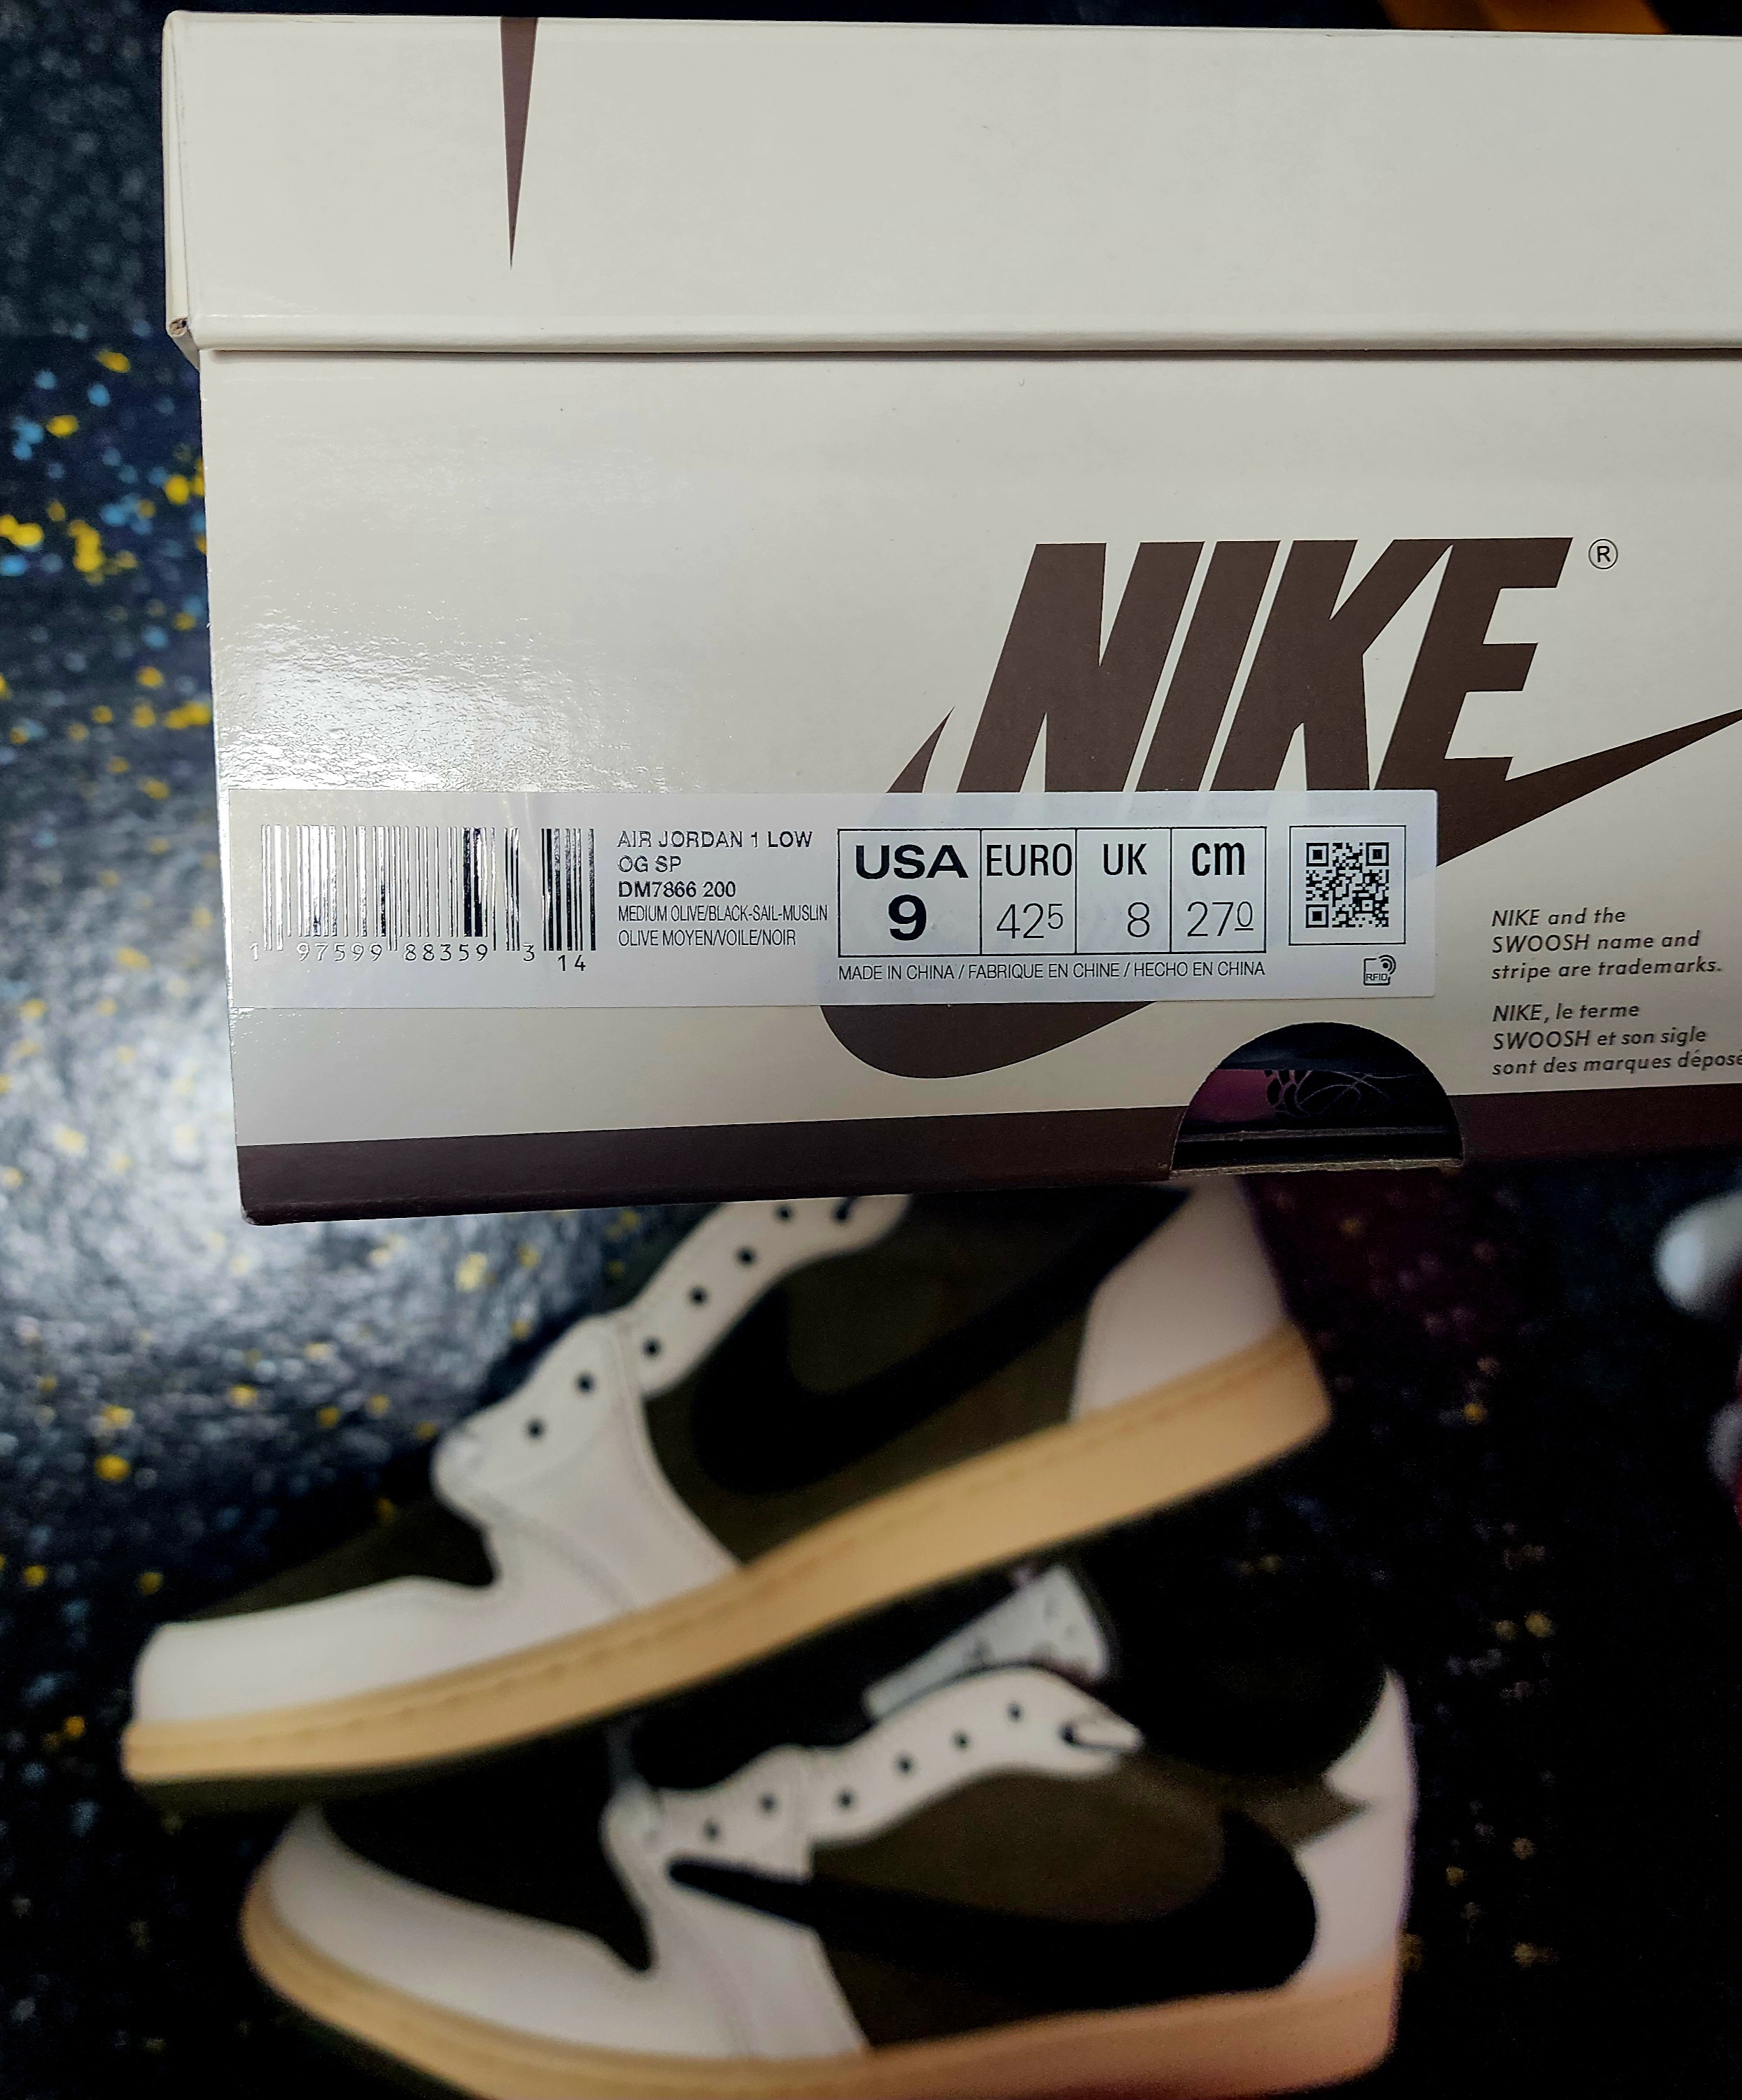 NIKE ®
AIR JORDAN 1 LOW
OG SP
DM7866 200
MEDIUM OLIVE/BLACK-SAIL-MUSLIN
OLIVE MOYEN/VOILE/NOIR
1 97599 88359 3
14
USA EURO UK cm
9 42.5 8 27.0
MADE IN CHINA / FABRIQUE EN CHINE / HECHO EN CHINA
RFID
NIKE and the
SWOOSH name and
stripe are trademarks.
NIKE, le terme
SWOOSH et son sigle
sont des marques